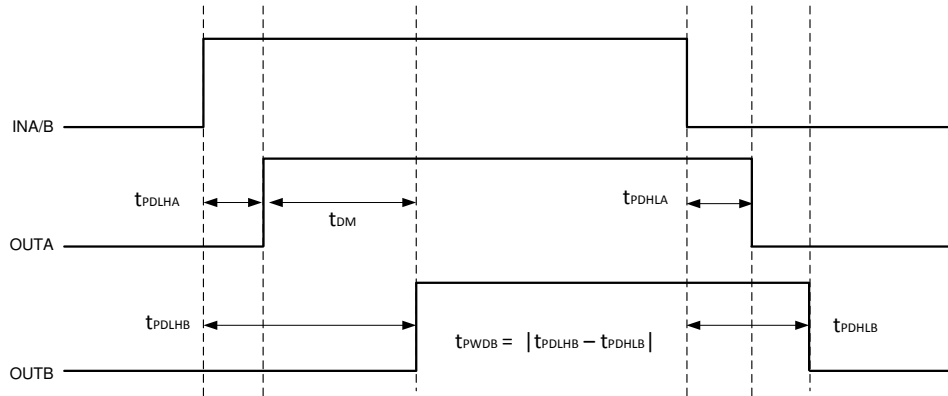 INA/B
tPDLHA
tDM
tPDHLA
OUTA
tPDLHB
tPWDB = |tPDLHB – tPDHLB|
tPDHLB
OUTB